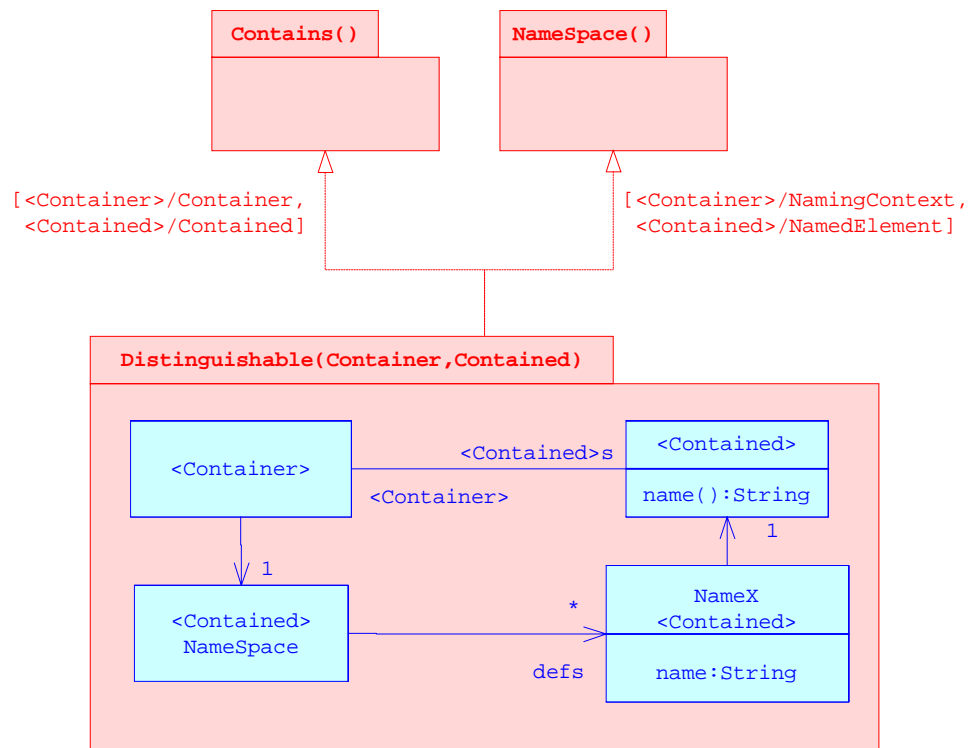 Contains()
NameSpace()
[<Container>/Container,
<Contained>/Contained]
[<Container>/NamingContext,
<Contained>/NamedElement]
Distinguishable(Container,Contained)
<Container>
<Contained>s
<Container>
<Contained>
name():String
1
1
<Contained>
NameSpace
*
defs
NameX
<Contained>
name:String